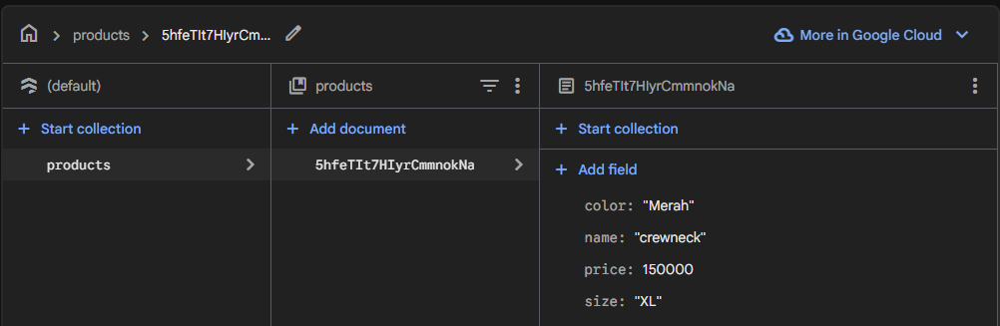 products 5hfeTIt7HIyrCm... More in Google Cloud
(default) products 5hfeTIt7HIyrCmmnokNa
+ Start collection + Add document + Start collection
products 5hfeTIt7HIyrCmmnokNa
+ Add field
color: "Merah"
name: "crewneck"
price: 150000
size: "XL"